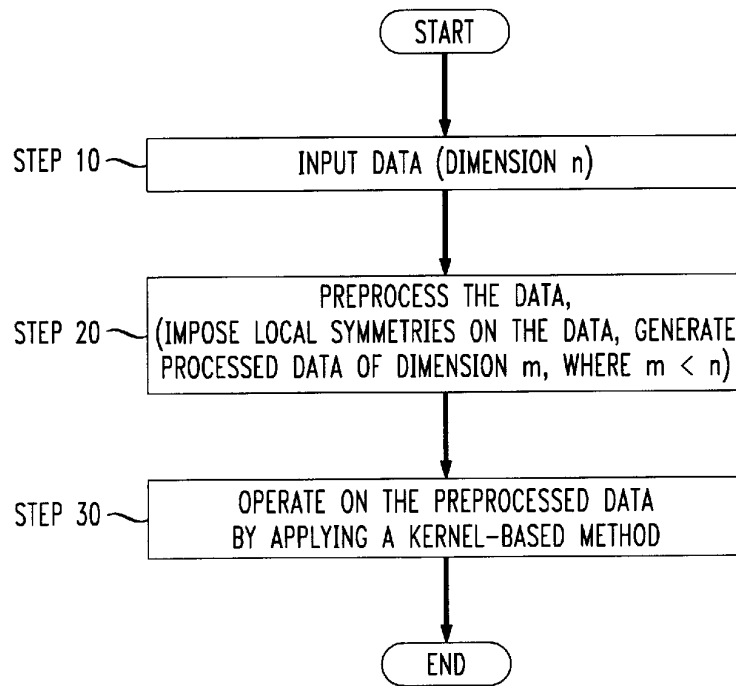 START
STEP 10
INPUT DATA (DIMENSION n)
STEP 20
PREPROCESS THE DATA,
(IMPOSE LOCAL SYMMETRIES ON THE DATA, GENERATE
PROCESSED DATA OF DIMENSION m, WHERE m < n)
STEP 30
OPERATE ON THE PREPROCESSED DATA
BY APPLYING A KERNEL-BASED METHOD
END